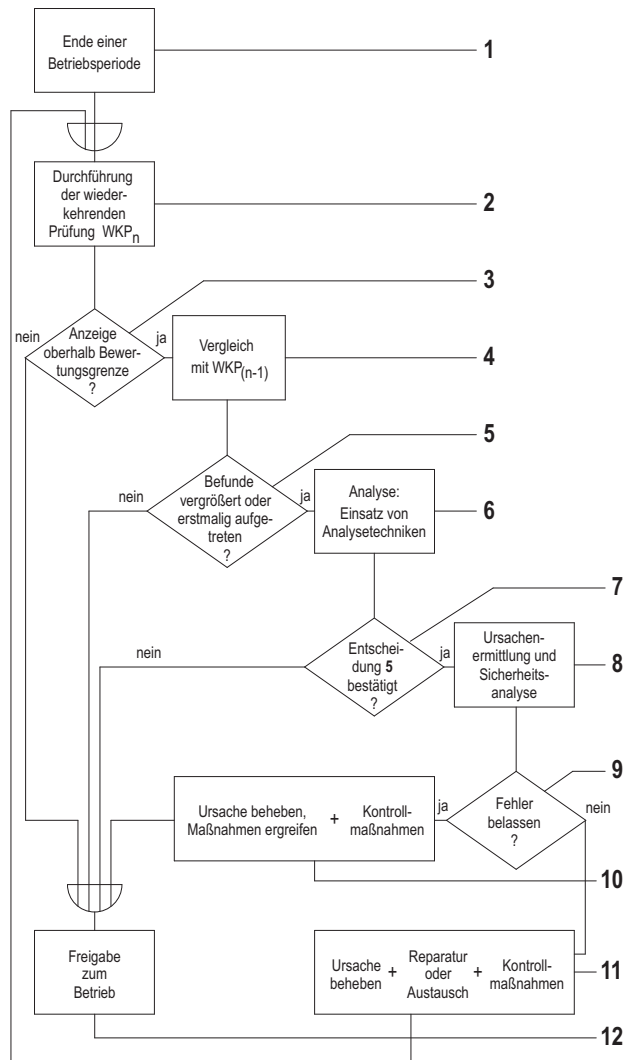 Ende einer
Betriebsperiode
1
Durchführung
der wieder-
kehrenden
Prüfung WKPn
2
3
nein
Anzeige
oberhalb Bewer-
tungsgrenze
?
ja
Vergleich
mit WKP(n-1)
4
5
nein
Befunde
vergrößert oder
erstmalig aufge-
treten
?
ja
Analyse:
Einsatz von
Analysetechniken
6
7
nein
Entschei-
dung 5
bestätigt
?
ja
Ursachen-
ermittlung und
Sicherheits-
analyse
8
9
Ursache beheben,
Maßnahmen ergreifen
+
Kontroll-
maßnahmen
ja
Fehler
belassen
?
nein
10
Freigabe
zum
Betrieb
Ursache
beheben
+
Reparatur
oder
Austausch
+
Kontroll-
maßnahmen
11
12